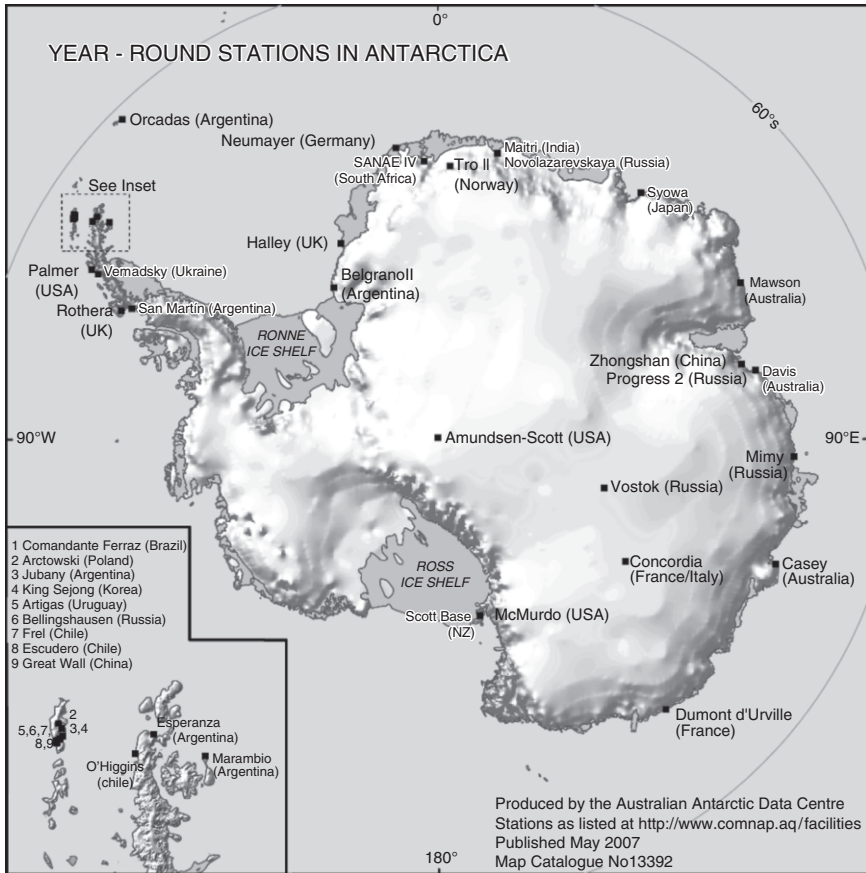 0°
YEAR - ROUND STATIONS IN ANTARCTICA
60°s
Orcadas (Argentina)
Neumayer (Germany)
SANAE IV
(South Africa)
Tro ll
(Norway)
Maitri (India)
Novolazarevskaya (Russia)
Syowa
(Japan)
See Inset
Halley (UK)
BelgranoII
(Argentina)
Palmer
(USA)
Vernadsky (Ukraine)
Rothera
(UK)
San Martín (Argentina)
RONNE
ICE SHELF
Mawson
(Australia)
Zhongshan (China)
Progress 2 (Russia)
Davis
(Australia)
90°W
Amundsen-Scott (USA)
90°E
Mirny
(Russia)
Vostok (Russia)
Concordia
(France/Italy)
Casey
(Australia)
ROSS
ICE SHELF
Scott Base
(NZ)
McMurdo (USA)
Dumont d'Urville
(France)
1 Comandante Ferraz (Brazil)
2 Arctowski (Poland)
3 Jubany (Argentina)
4 King Sejong (Korea)
5 Artigas (Uruguay)
6 Bellingshausen (Russia)
7 Frel (Chile)
8 Escudero (Chile)
9 Great Wall (China)
2
5,6,7,
3,4
8,9
Esperanza
(Argentina)
O'Higgins
(chile)
Marambio
(Argentina)
180°
Produced by the Australian Antarctic Data Centre
Stations as listed at http://www.comnap.aq/facilities
Published May 2007
Map Catalogue No13392